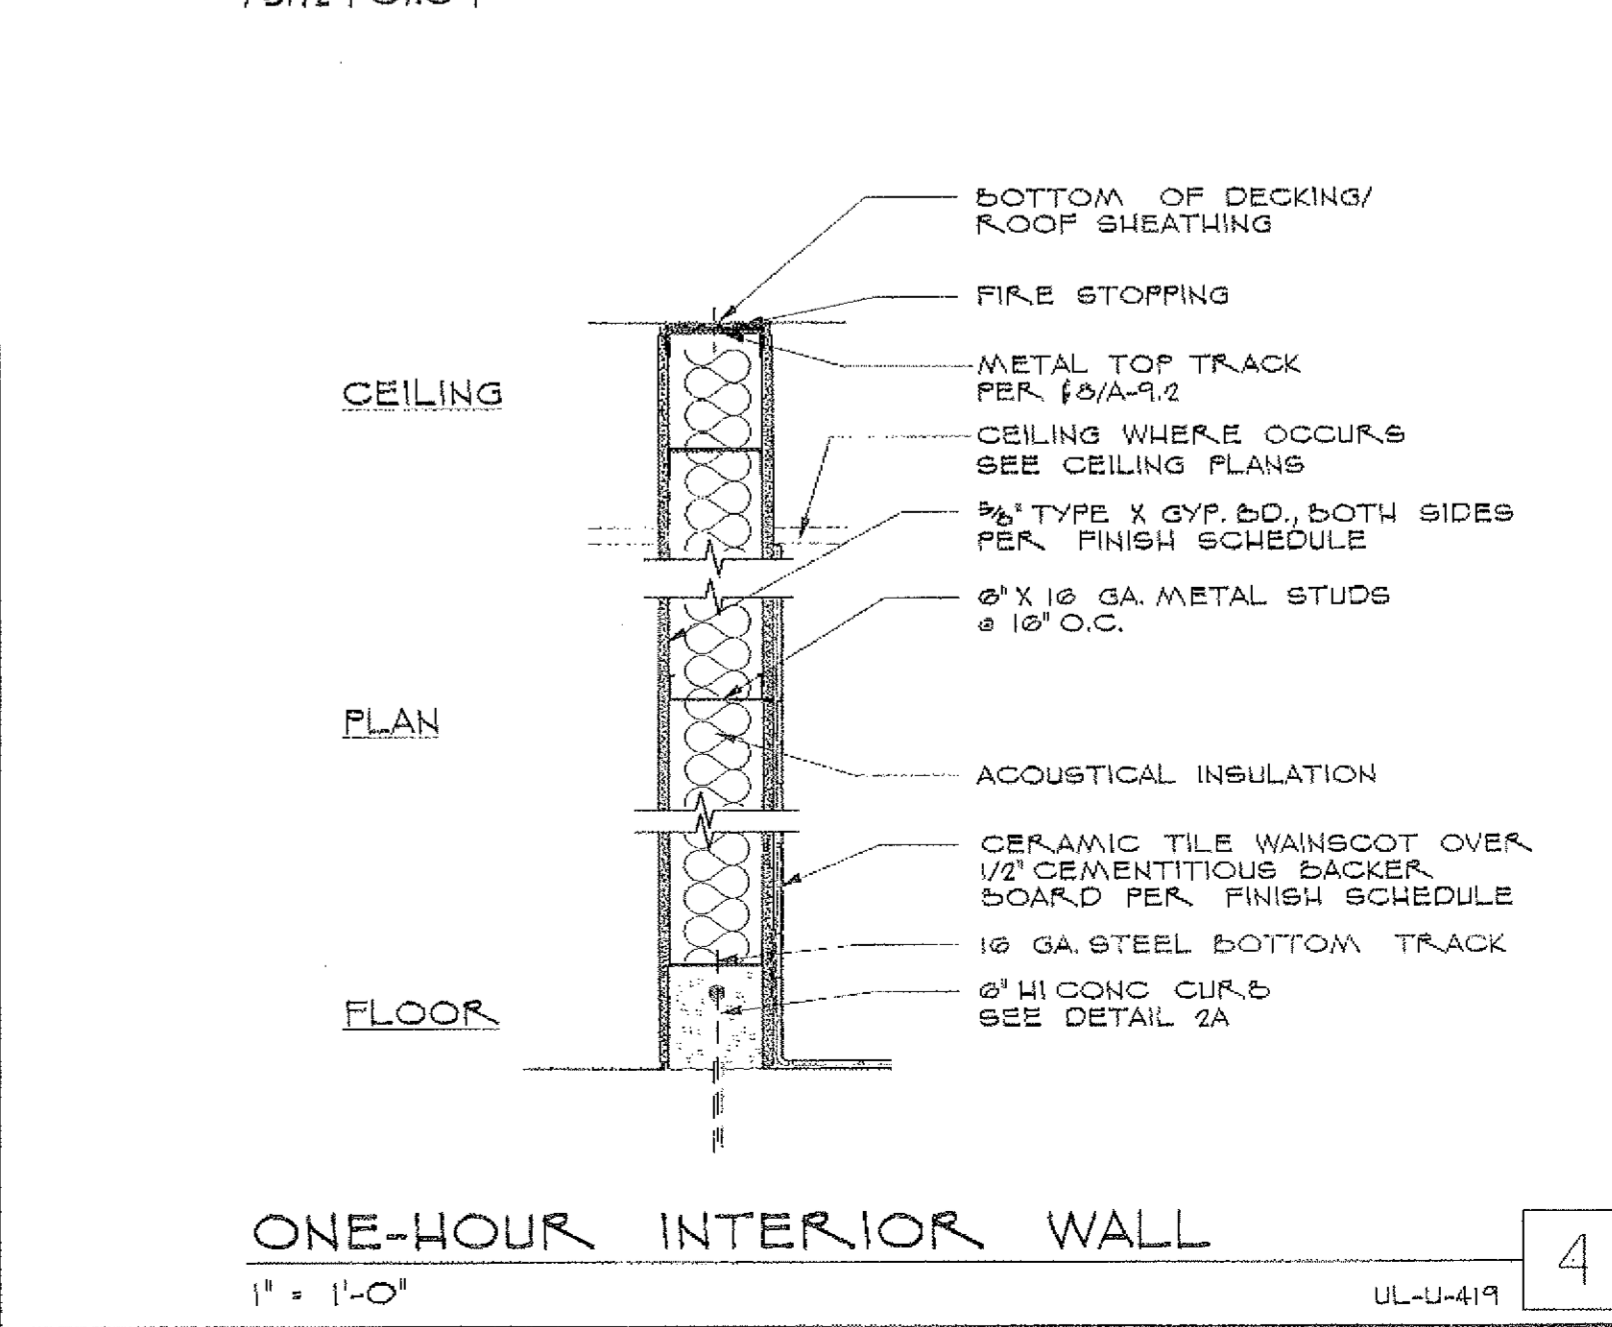 BOTTOM OF DECKING/
ROOF SHEATHING
FIRE STOPPING
CEILING
METAL TOP TRACK
PER 8/A-9.2
CEILING WHERE OCCURS
SEE CEILING PLANS
5/8" TYPE X GYP. BD., BOTH SIDES
PER FINISH SCHEDULE
6" X 16 GA. METAL STUDS
@ 16" O.C.
PLAN
ACOUSTICAL INSULATION
CERAMIC TILE WAINSCOT OVER
1/2" CEMENTITIOUS BACKER
BOARD PER FINISH SCHEDULE
16 GA. STEEL BOTTOM TRACK
FLOOR
6" HI CONC CURB
SEE DETAIL 2A
ONE-HOUR INTERIOR WALL
4
1" = 1'-0"
UL-U-419